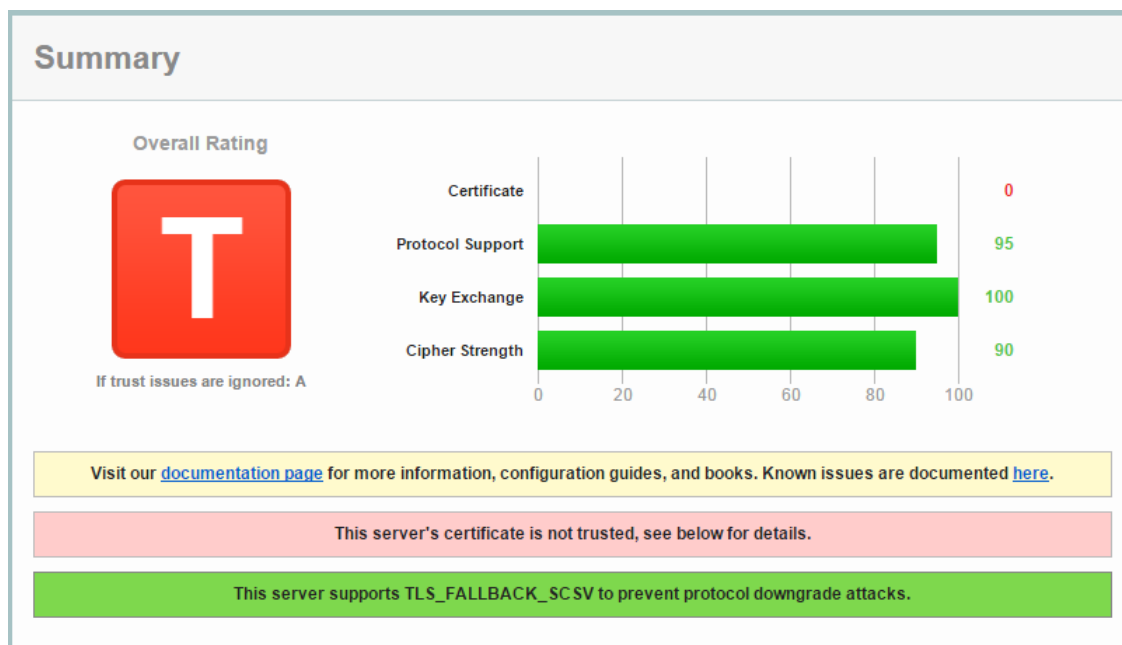 Summary
Overall Rating
T
If trust issues are ignored: A
Certificate 0
Protocol Support 95
Key Exchange 100
Cipher Strength 90
0 20 40 60 80 100
Visit our documentation page for more information, configuration guides, and books. Known issues are documented here.
This server's certificate is not trusted, see below for details.
This server supports TLS_FALLBACK_SCSV to prevent protocol downgrade attacks.